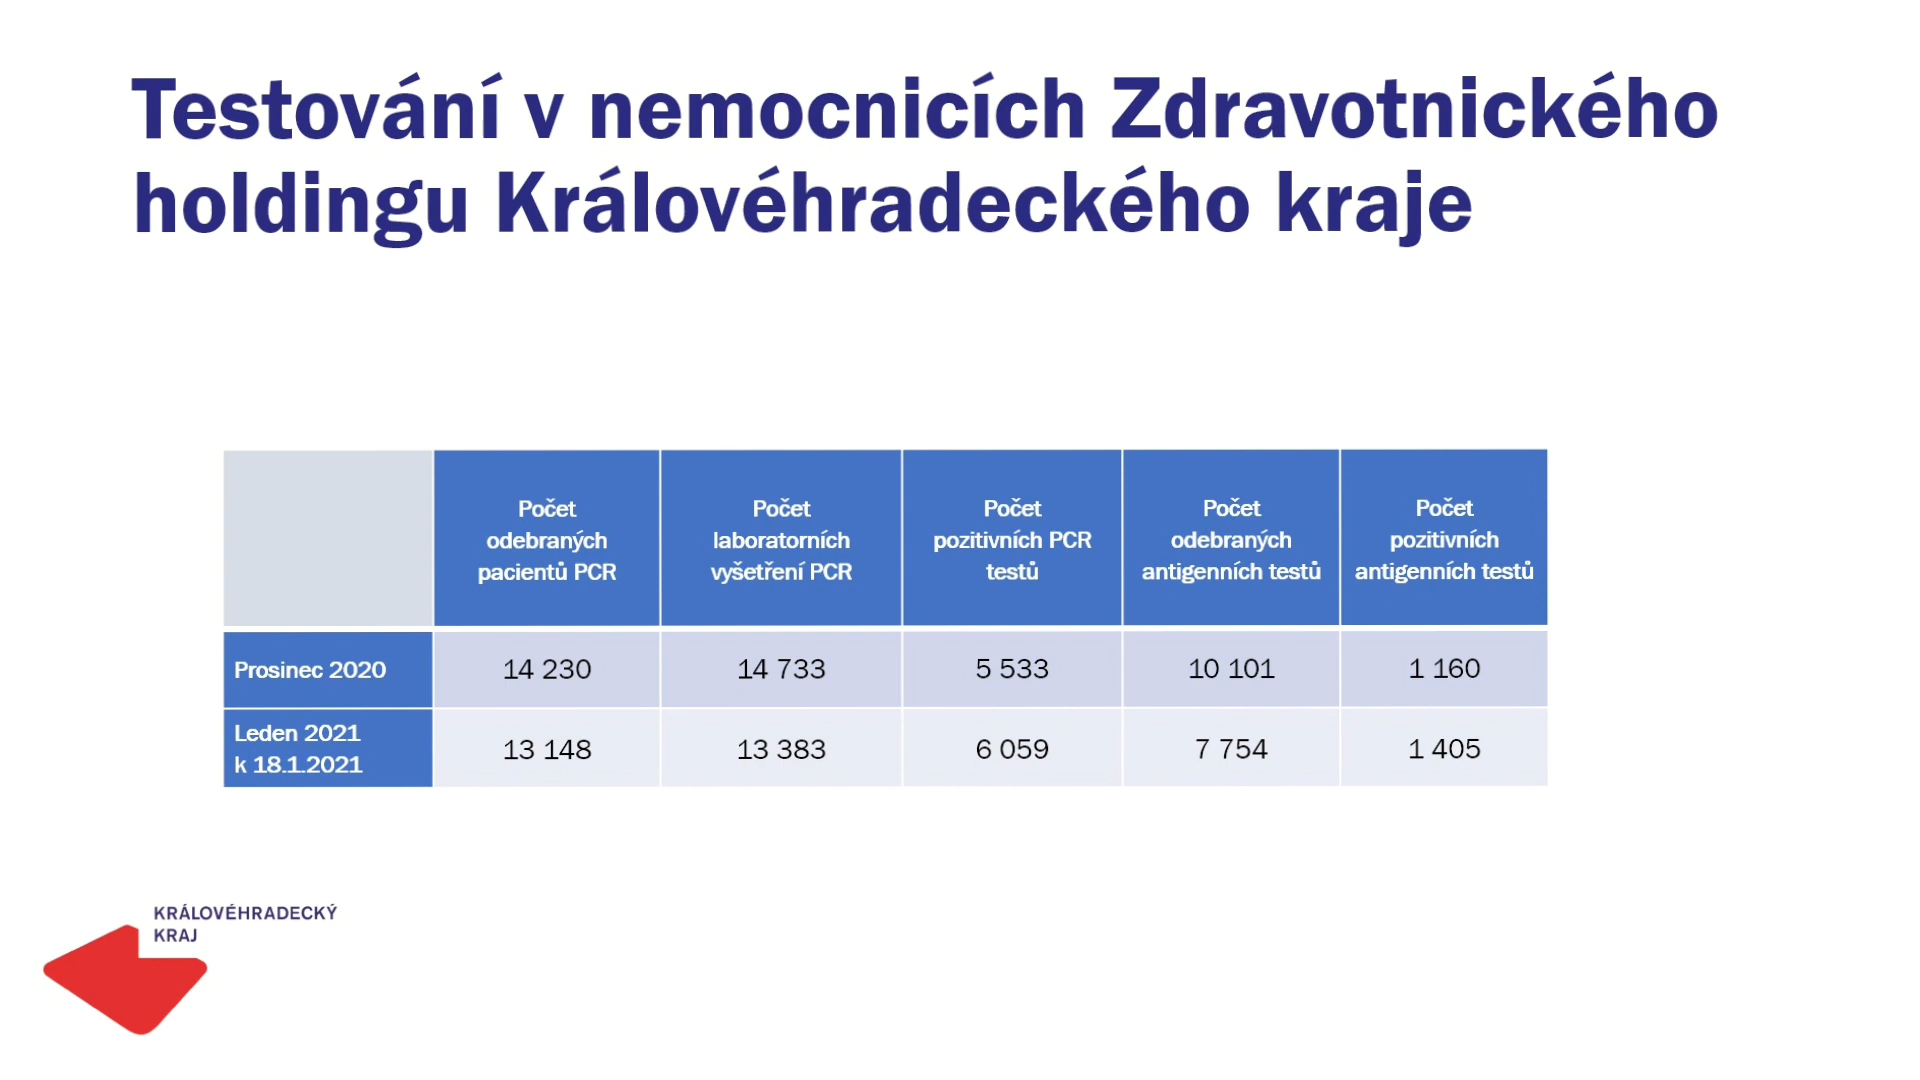 Testování v nemocnicích Zdravotnického
holdingu Královéhradeckého kraje
Počet
odebraných
pacientů PCR
Počet
laboratorních
vyšetření PCR
Počet
pozitivních PCR
testů
Počet
odebraných
antigenních testů
Počet
pozitivních
antigenních testů
Prosinec 2020
14 230
14 733
5 533
10 101
1 160
Leden 2021
k 18.1.2021
13 148
13 383
6 059
7 754
1 405
KRÁLOVÉHRADECKÝ
KRAJ